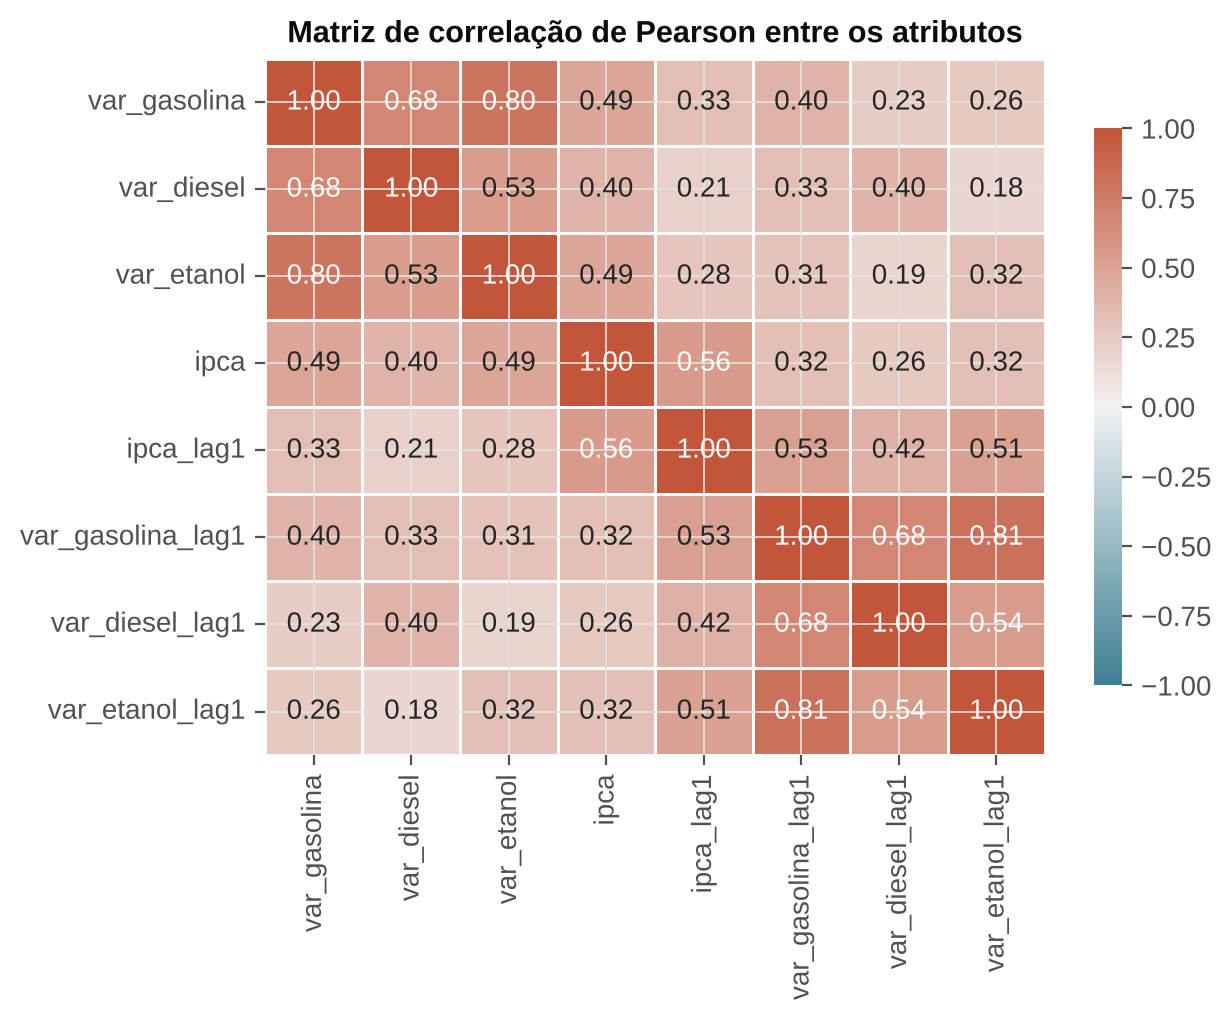 Matriz de correlação de Pearson entre os atributos
var_gasolina 1.00 0.68 0.80 0.49 0.33 0.40 0.23 0.26
var_diesel 0.68 1.00 0.53 0.40 0.21 0.33 0.40 0.18
var_etanol 0.80 0.53 1.00 0.49 0.28 0.31 0.19 0.32
ipca 0.49 0.40 0.49 1.00 0.56 0.32 0.26 0.32
ipca_lag1 0.33 0.21 0.28 0.56 1.00 0.53 0.42 0.51
var_gasolina_lag1 0.40 0.33 0.31 0.32 0.53 1.00 0.68 0.81
var_diesel_lag1 0.23 0.40 0.19 0.26 0.42 0.68 1.00 0.54
var_etanol_lag1 0.26 0.18 0.32 0.32 0.51 0.81 0.54 1.00
var_gasolina
var_diesel
var_etanol
ipca
ipca_lag1
var_gasolina_lag1
var_diesel_lag1
var_etanol_lag1
1.00
0.75
0.50
0.25
0.00
−0.25
−0.50
−0.75
−1.00